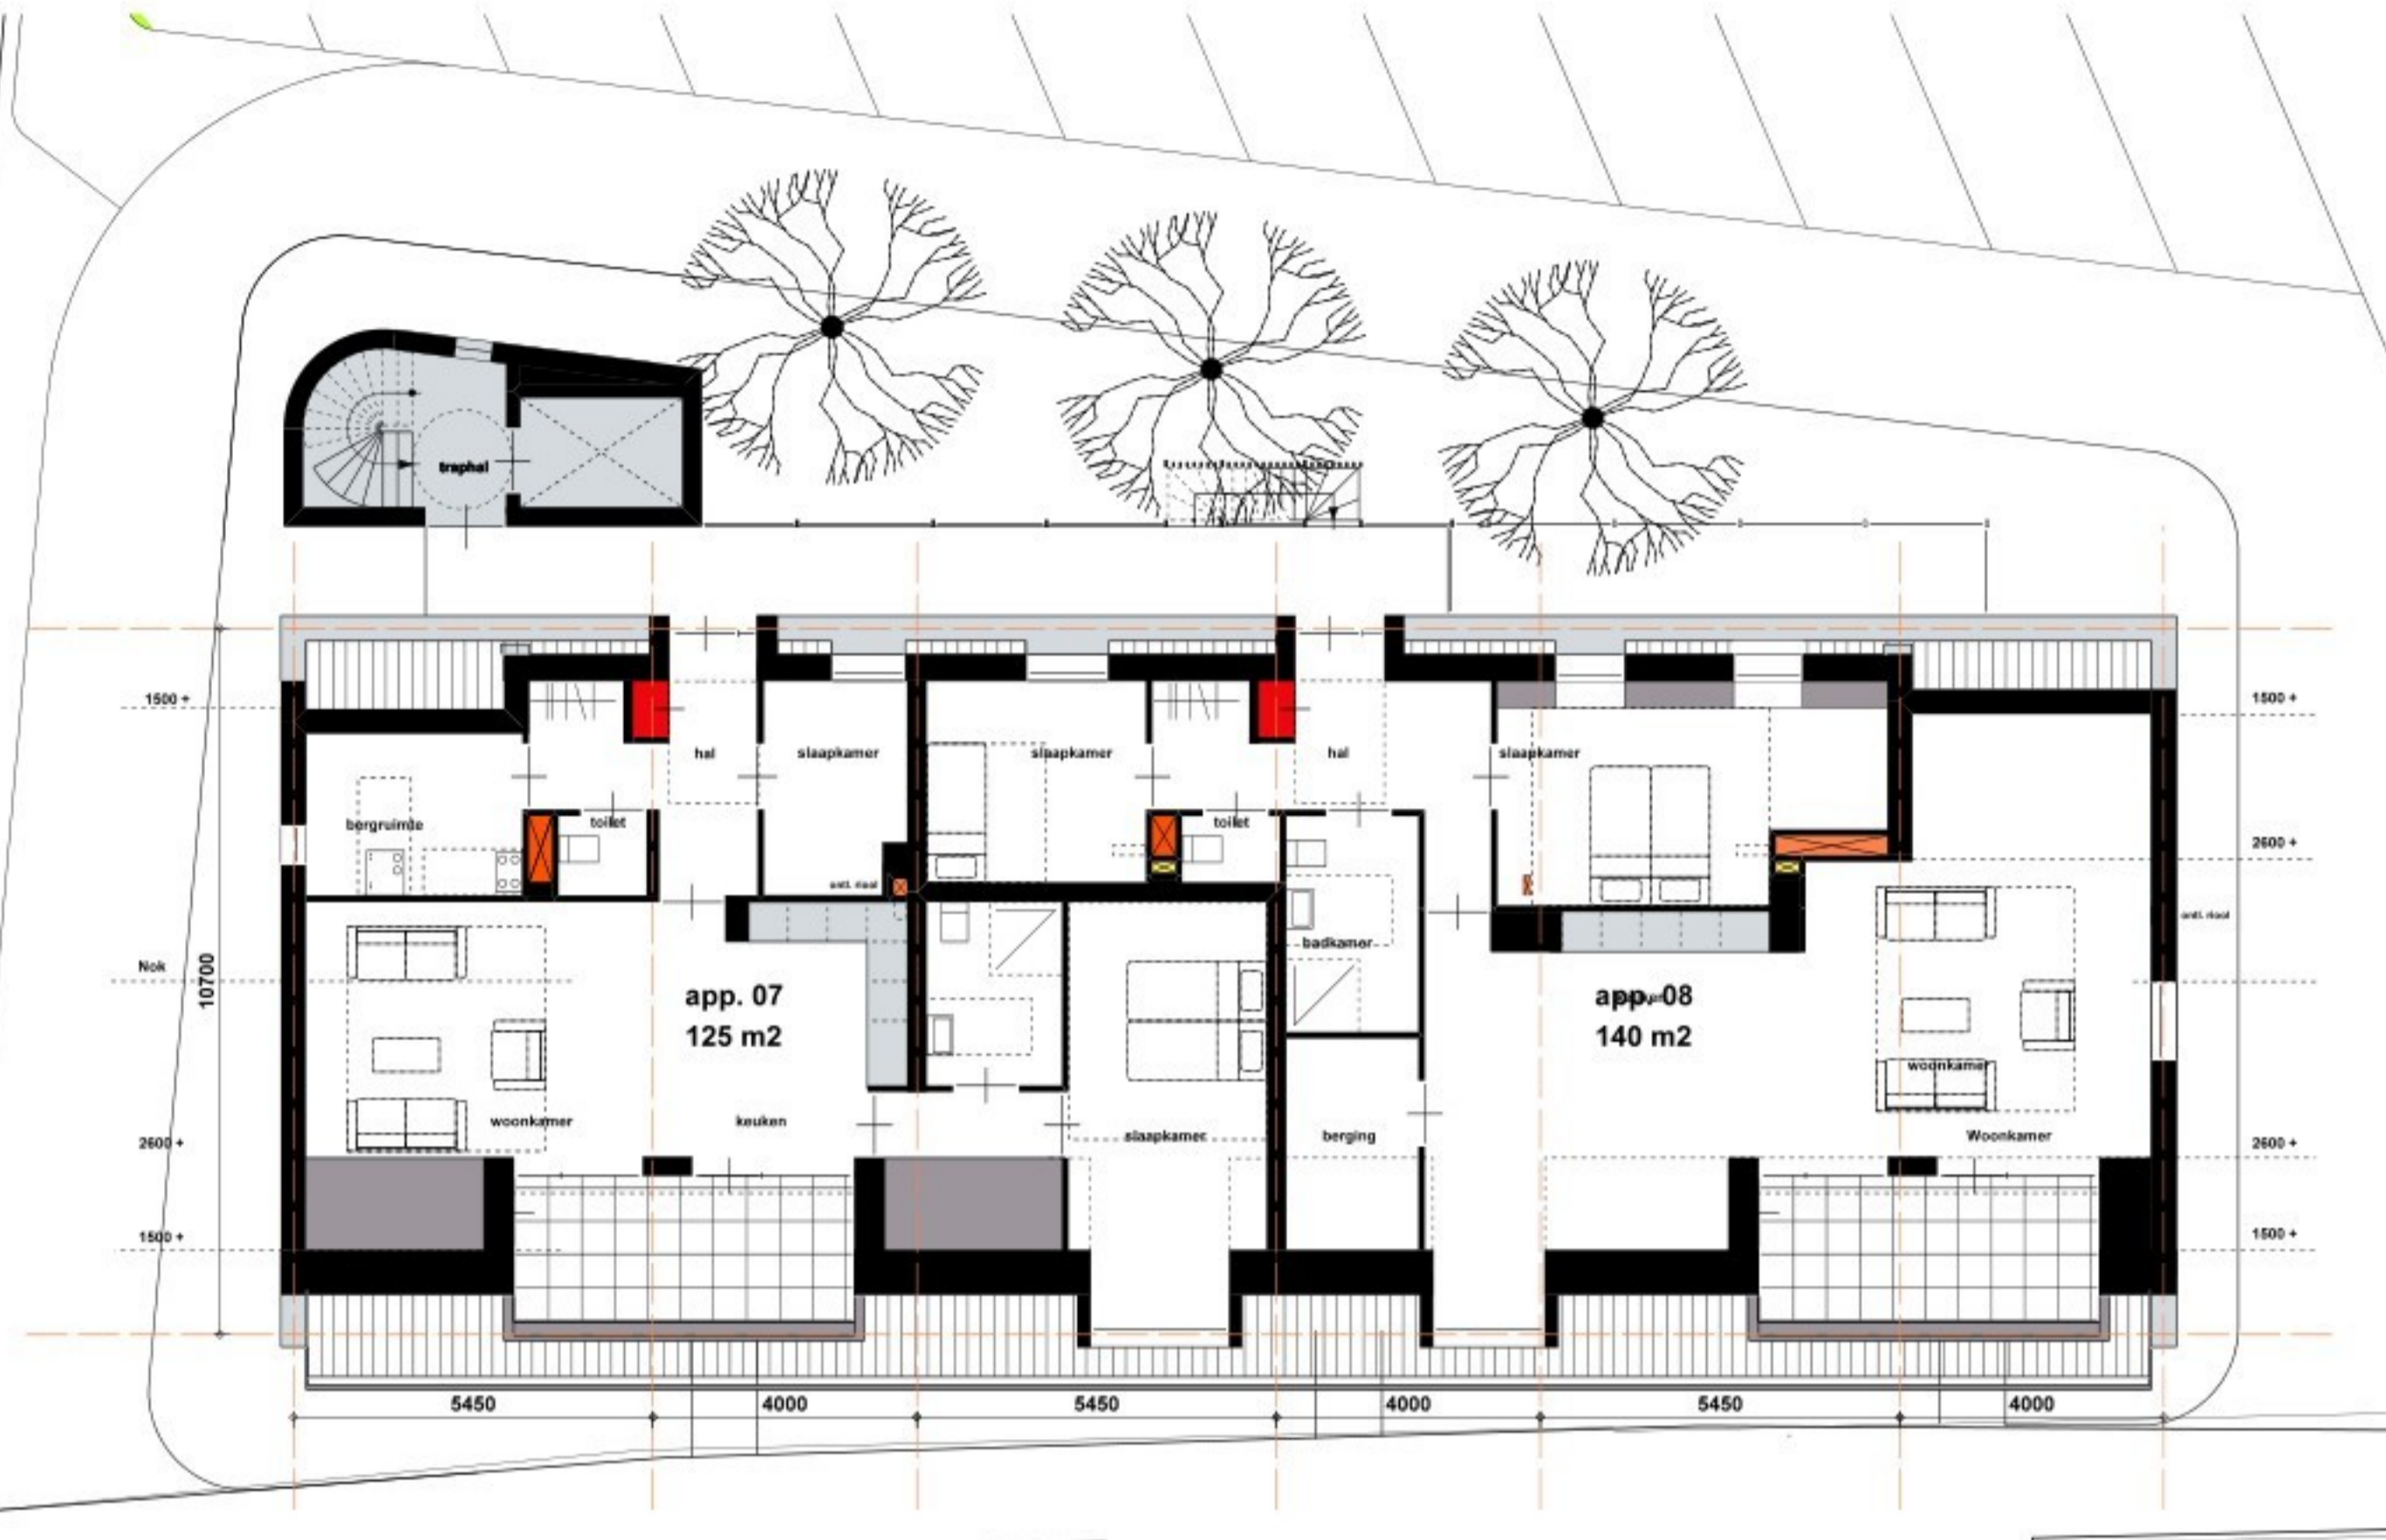 traphal
1500 +
1500 +
hal
slaapkamer
slaapkamer
hal
slaapkamer
bergruimte
toilet
toilet
2600 +
ontl. riool
ontl. riool
badkamer
Nok
10700
app. 07
125 m2
app. 08
140 m2
woonkamer
woonkamer
keuken
slaapkamer
berging
Woonkamer
2600 +
2600 +
1500 +
1500 +
5450
4000
5450
4000
5450
4000